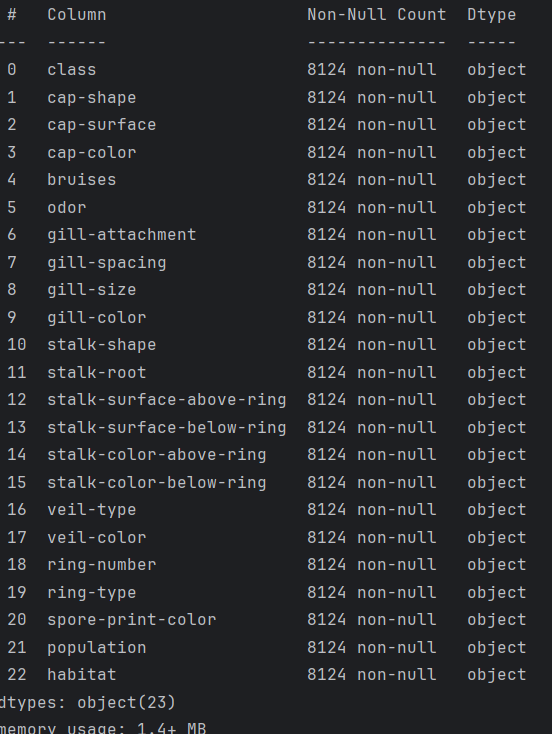 #   Column                    Non-Null Count  Dtype
---  ------                    --------------  -----
0   class                     8124 non-null   object
1   cap-shape                 8124 non-null   object
2   cap-surface               8124 non-null   object
3   cap-color                 8124 non-null   object
4   bruises                   8124 non-null   object
5   odor                      8124 non-null   object
6   gill-attachment           8124 non-null   object
7   gill-spacing              8124 non-null   object
8   gill-size                 8124 non-null   object
9   gill-color                8124 non-null   object
10  stalk-shape               8124 non-null   object
11  stalk-root                8124 non-null   object
12  stalk-surface-above-ring  8124 non-null   object
13  stalk-surface-below-ring  8124 non-null   object
14  stalk-color-above-ring    8124 non-null   object
15  stalk-color-below-ring    8124 non-null   object
16  veil-type                 8124 non-null   object
17  veil-color                8124 non-null   object
18  ring-number               8124 non-null   object
19  ring-type                 8124 non-null   object
20  spore-print-color         8124 non-null   object
21  population                8124 non-null   object
22  habitat                   8124 non-null   object
dtypes: object(23)
memory usage: 1.4+ MB